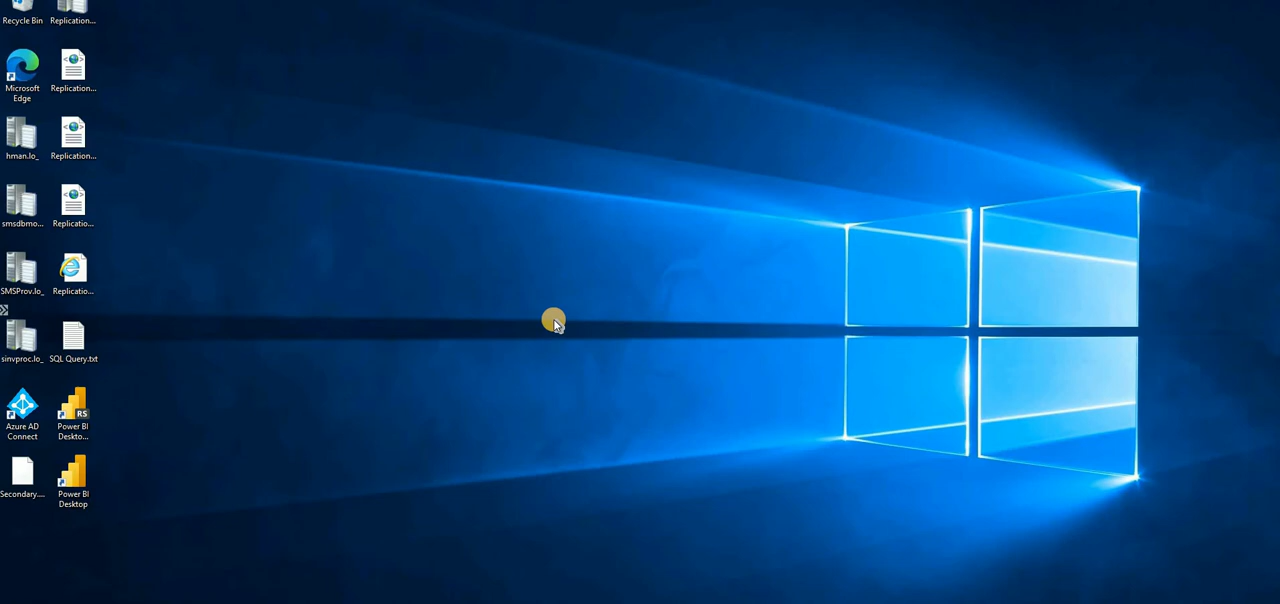 Recycle Bin
Replication...
Microsoft
Edge
Replication...
hman.lo_
Replication...
smsdbmo...
Replicatio...
SMSProv.lo_
Replicatio...
sinvproc.lo_
SQL Query.txt
Azure AD
Connect
RS
Power BI
Deskto...
Secondary....
Power BI
Desktop